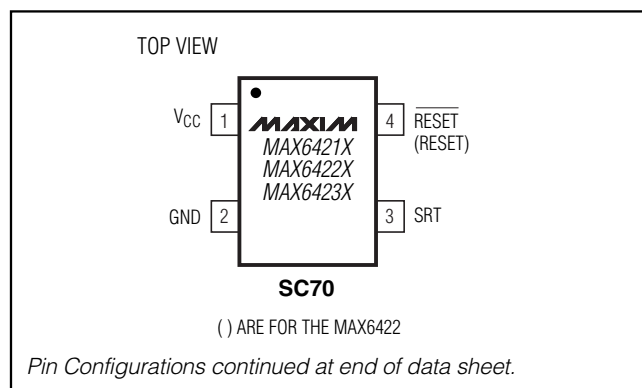 TOP VIEW
VCC 1
MAXIM
MAX6421X
MAX6422X
MAX6423X
4 RESET
(RESET)
GND 2
3 SRT
SC70
( ) ARE FOR THE MAX6422
Pin Configurations continued at end of data sheet.